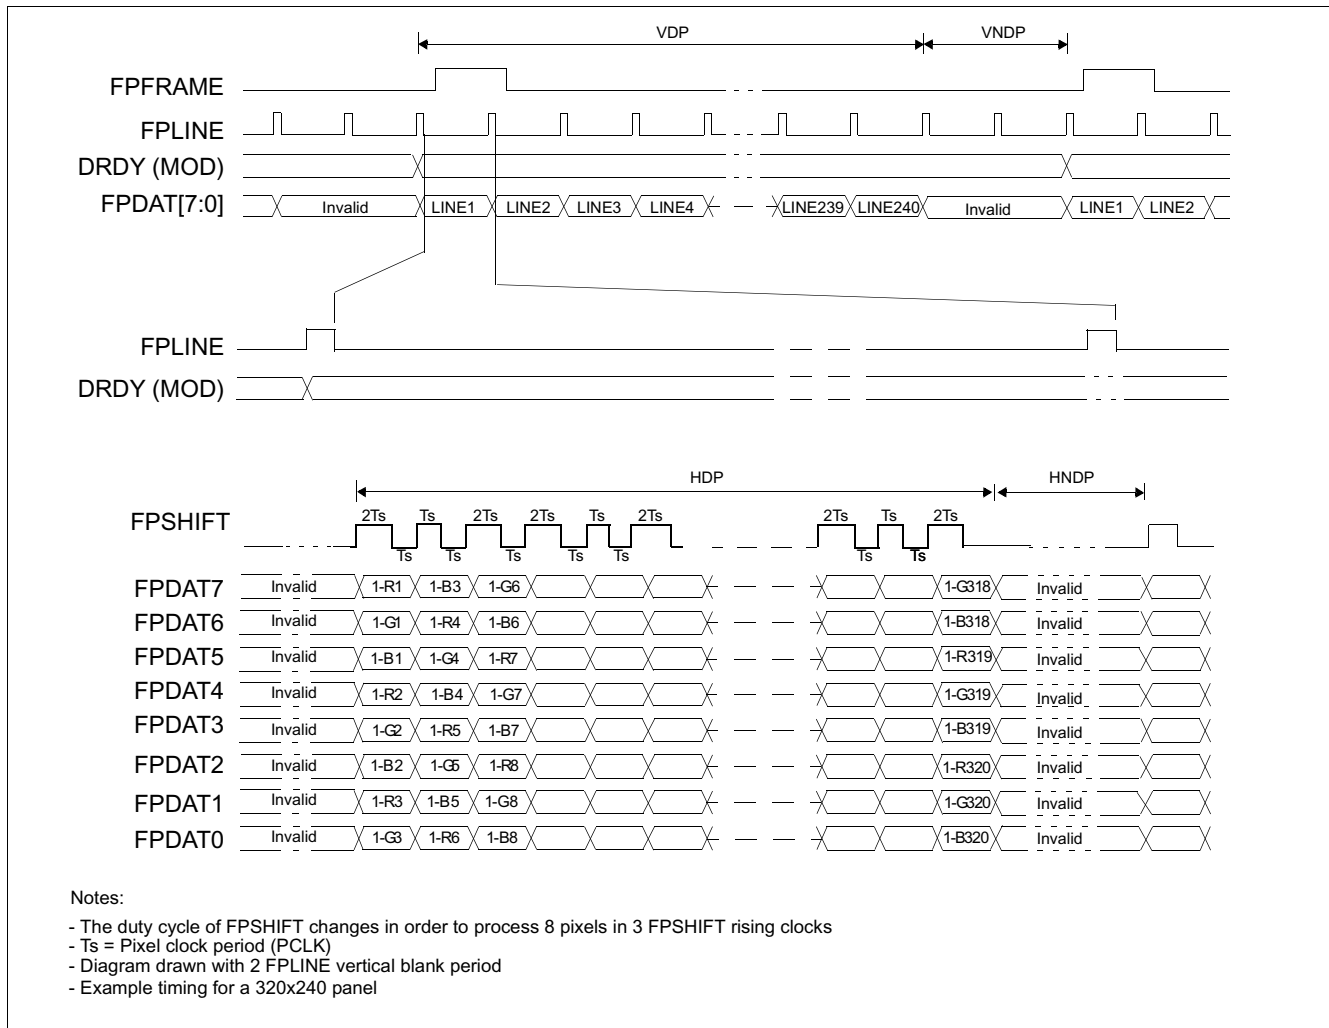 VDP VNDP
FPFRAME
FPLINE
DRDY (MOD)
FPDAT[7:0] Invalid LINE1 LINE2 LINE3 LINE4 LINE239 LINE240 Invalid LINE1 LINE2
FPLINE
DRDY (MOD)
HDP HNDP
2Ts Ts 2Ts 2Ts Ts 2Ts 2Ts Ts 2Ts
FPSHIFT
Ts Ts Ts Ts Ts Ts Ts
FPDAT7 Invalid 1-R1 1-B3 1-G6 1-G318 Invalid
FPDAT6 Invalid 1-G1 1-R4 1-B6 1-B318 Invalid
FPDAT5 Invalid 1-B1 1-G4 1-R7 1-R319 Invalid
FPDAT4 Invalid 1-R2 1-B4 1-G7 1-G319 Invalid
FPDAT3 Invalid 1-G2 1-R5 1-B7 1-B319 Invalid
FPDAT2 Invalid 1-B2 1-G5 1-R8 1-R320 Invalid
FPDAT1 Invalid 1-R3 1-B5 1-G8 1-G320 Invalid
FPDAT0 Invalid 1-G3 1-R6 1-B8 1-B320 Invalid
Notes:
- The duty cycle of FPSHIFT changes in order to process 8 pixels in 3 FPSHIFT rising clocks
- Ts = Pixel clock period (PCLK)
- Diagram drawn with 2 FPLINE vertical blank period
- Example timing for a 320x240 panel